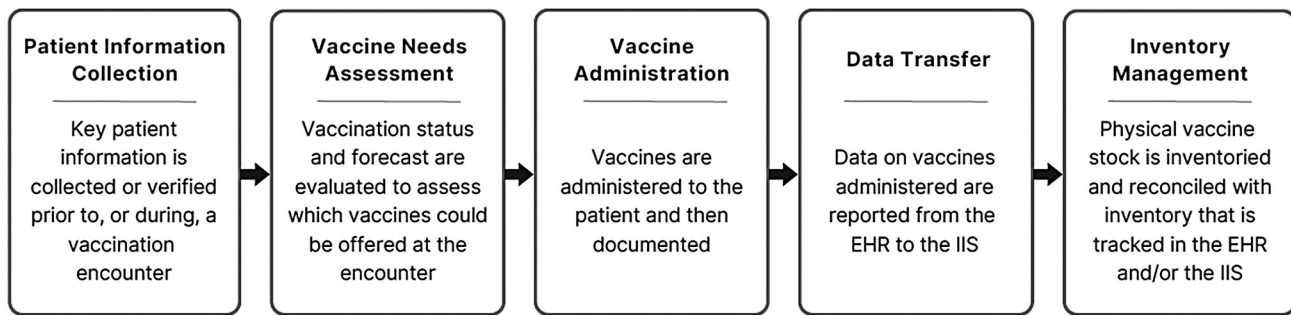 Patient Information
Collection
Key patient
information is
collected or verified
prior to, or during, a
vaccination
encounter
Vaccine Needs
Assessment
Vaccination status
and forecast are
evaluated to assess
which vaccines could
be offered at the
encounter
Vaccine
Administration
Vaccines are
administered to the
patient and then
documented
Data Transfer
Data on vaccines
administered are
reported from the
EHR to the IIS
Inventory
Management
Physical vaccine
stock is inventoried
and reconciled with
inventory that is
tracked in the EHR
and/or the IIS